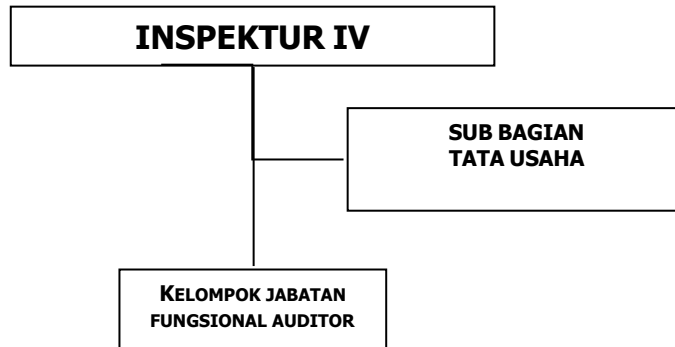 INSPEKTUR IV
SUB BAGIAN
TATA USAHA
KELOMPOK JABATAN
FUNGSIONAL AUDITOR